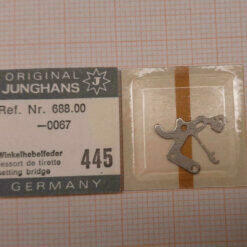 ORIGINAL
JUNGHANS J
Ref. Nr. 688.00
-0067
Winkelhebelfeder
ressort de tirette
setting bridge
445
GERMANY